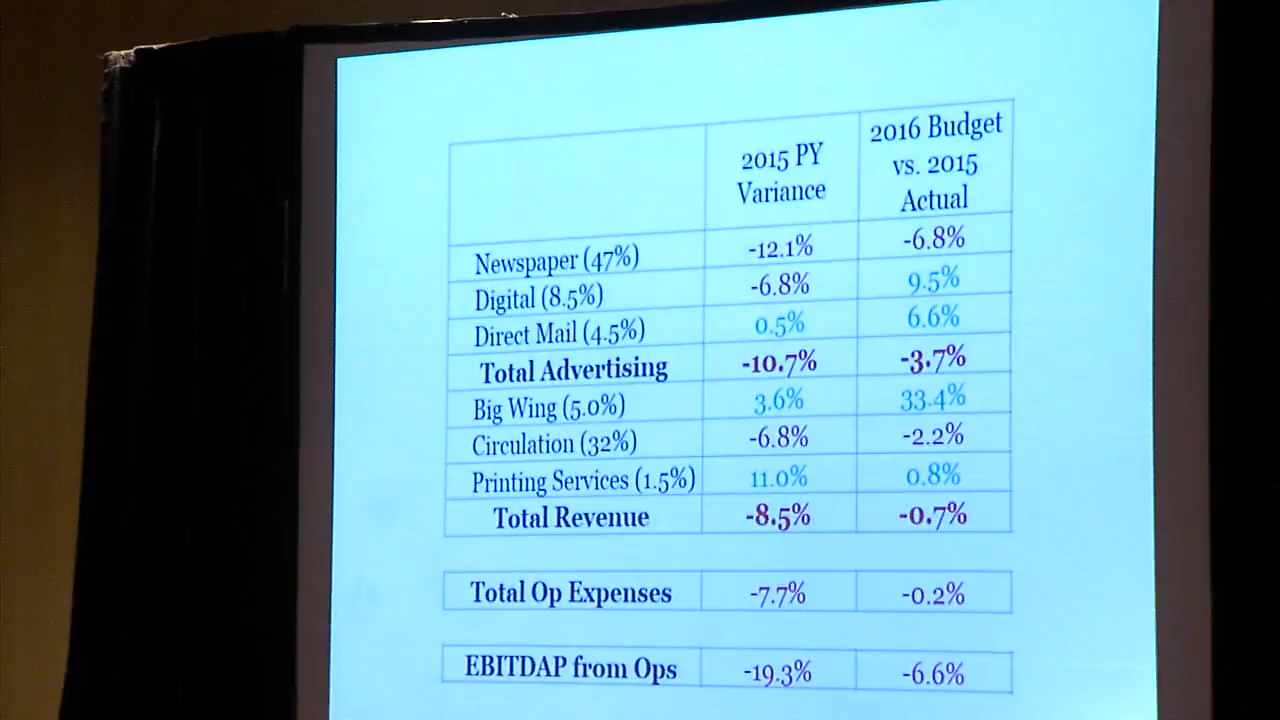 2015 PY Variance 2016 Budget vs. 2015 Actual
Newspaper (47%) -12.1% -6.8%
Digital (8.5%) -6.8% 9.5%
Direct Mail (4.5%) 0.5% 6.6%
Total Advertising -10.7% -3.7%
Big Wing (5.0%) 3.6% 33.4%
Circulation (32%) -6.8% -2.2%
Printing Services (1.5%) 11.0% 0.8%
Total Revenue -8.5% -0.7%
Total Op Expenses -7.7% -0.2%
EBITDAP from Ops -19.3% -6.6%